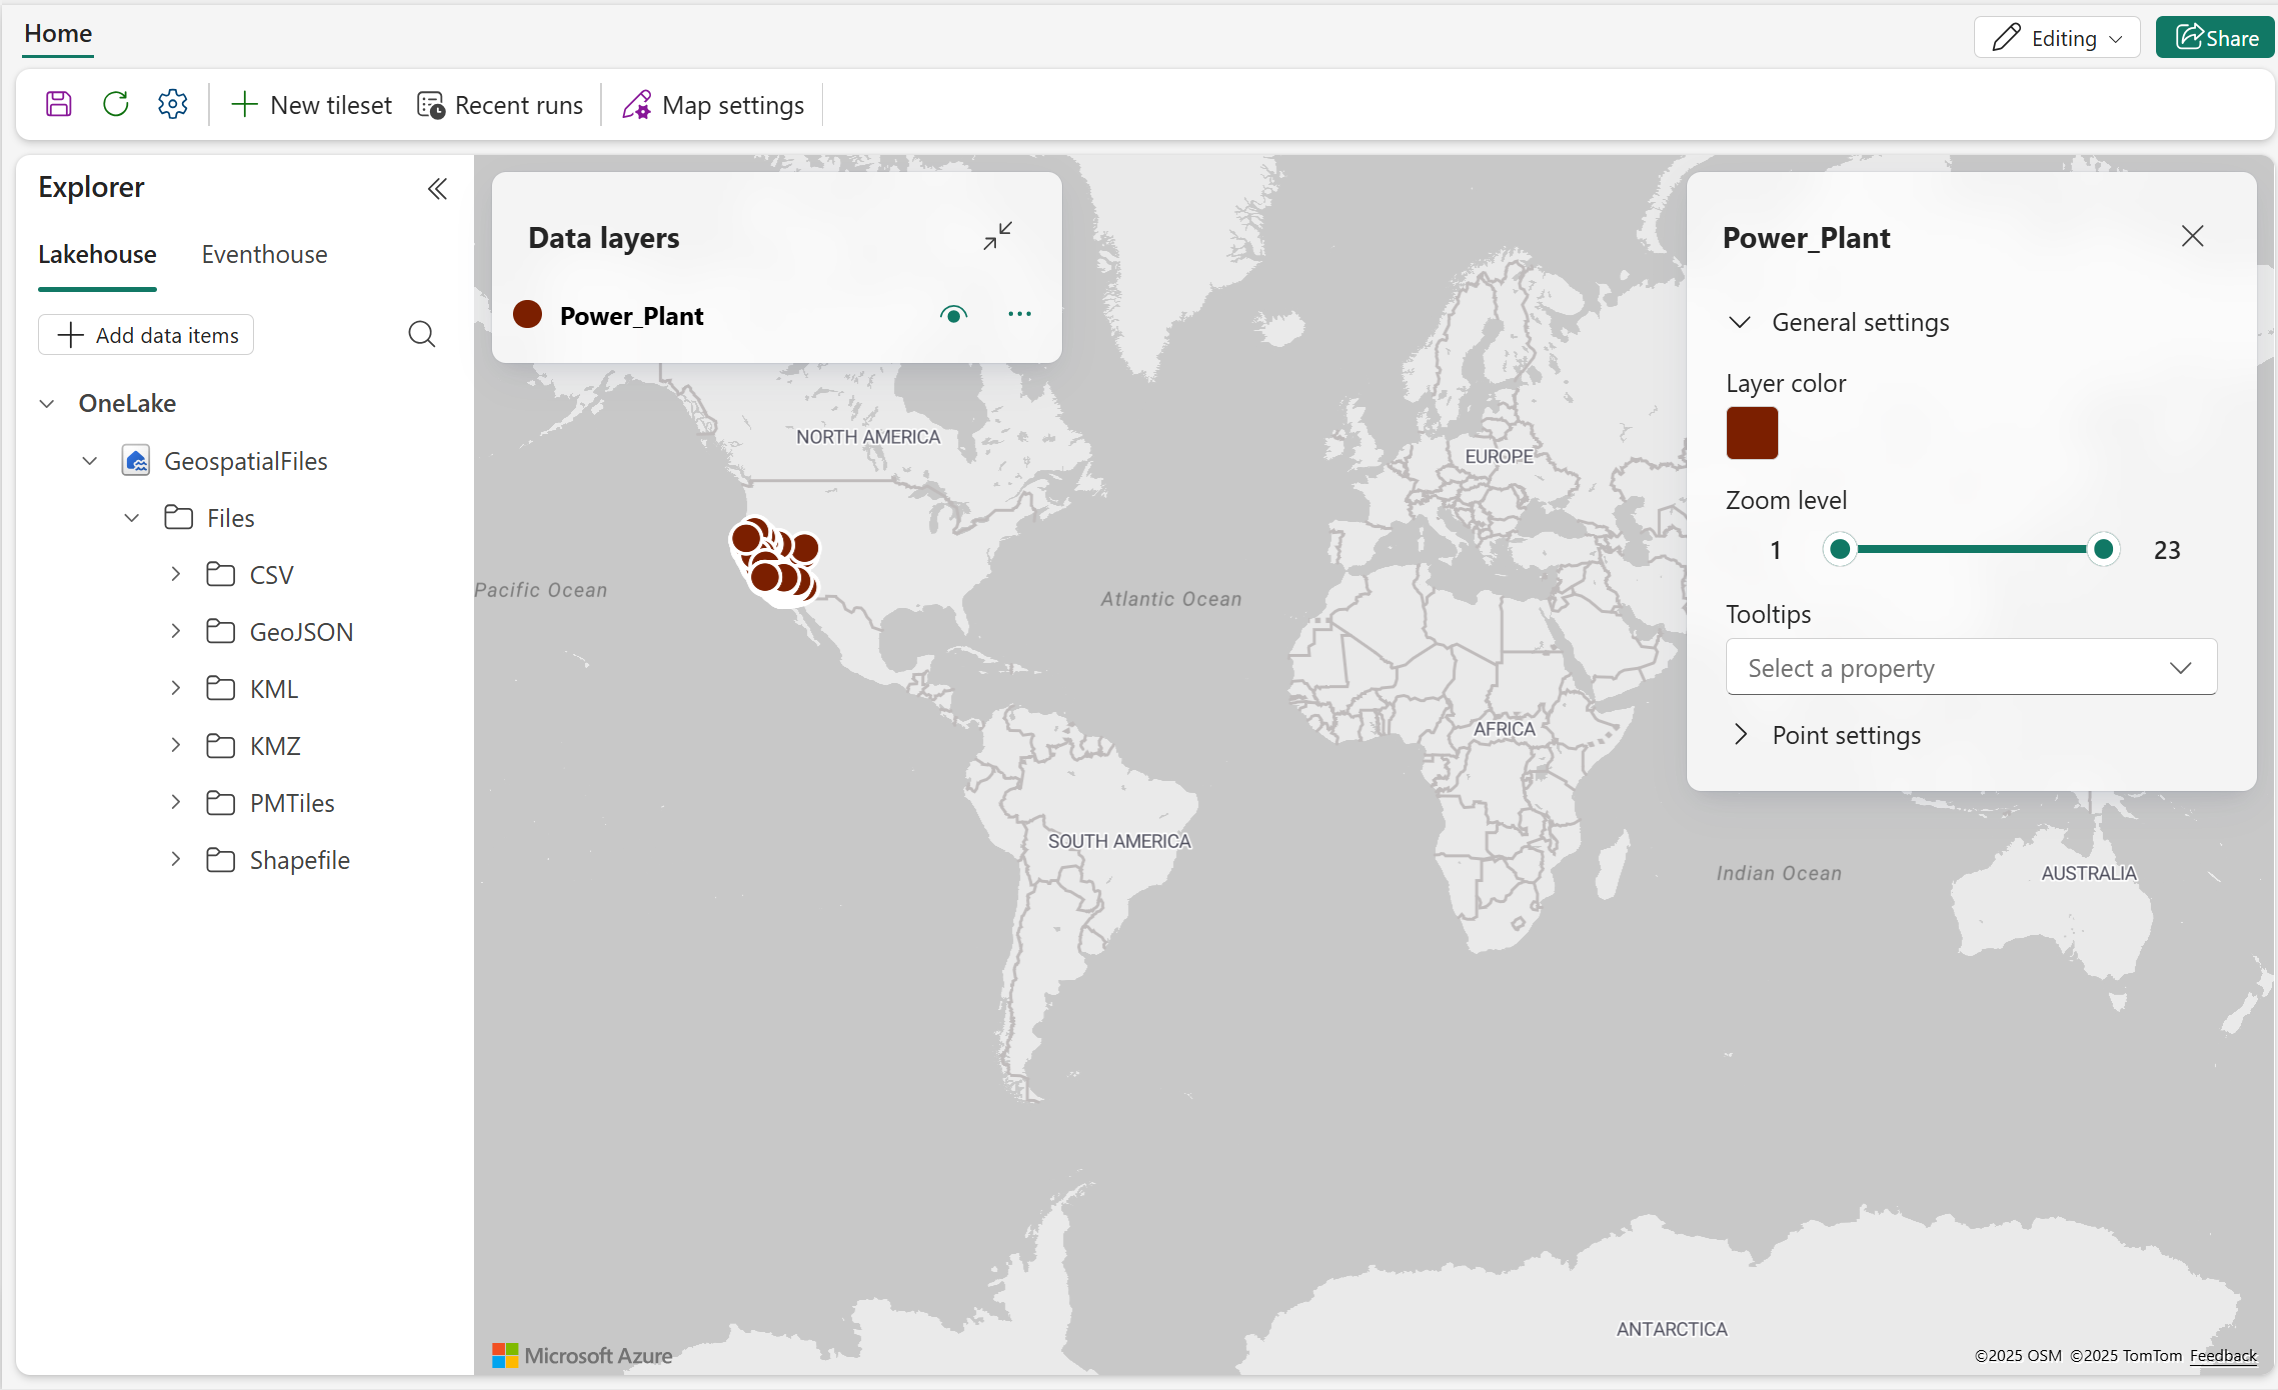 Home
Editing
Share
New tileset
Recent runs
Map settings
Explorer
Lakehouse
Eventhouse
Add data items
OneLake
GeospatialFiles
Files
CSV
GeoJSON
KML
KMZ
PMTiles
Shapefile
Data layers
Power_Plant
NORTH AMERICA
EUROPE
Pacific Ocean
Atlantic Ocean
AFRICA
SOUTH AMERICA
Indian Ocean
AUSTRALIA
ANTARCTICA
Power_Plant
General settings
Layer color
Zoom level
1
23
Tooltips
Select a property
Point settings
Microsoft Azure
©2025 OSM ©2025 TomTom Feedback